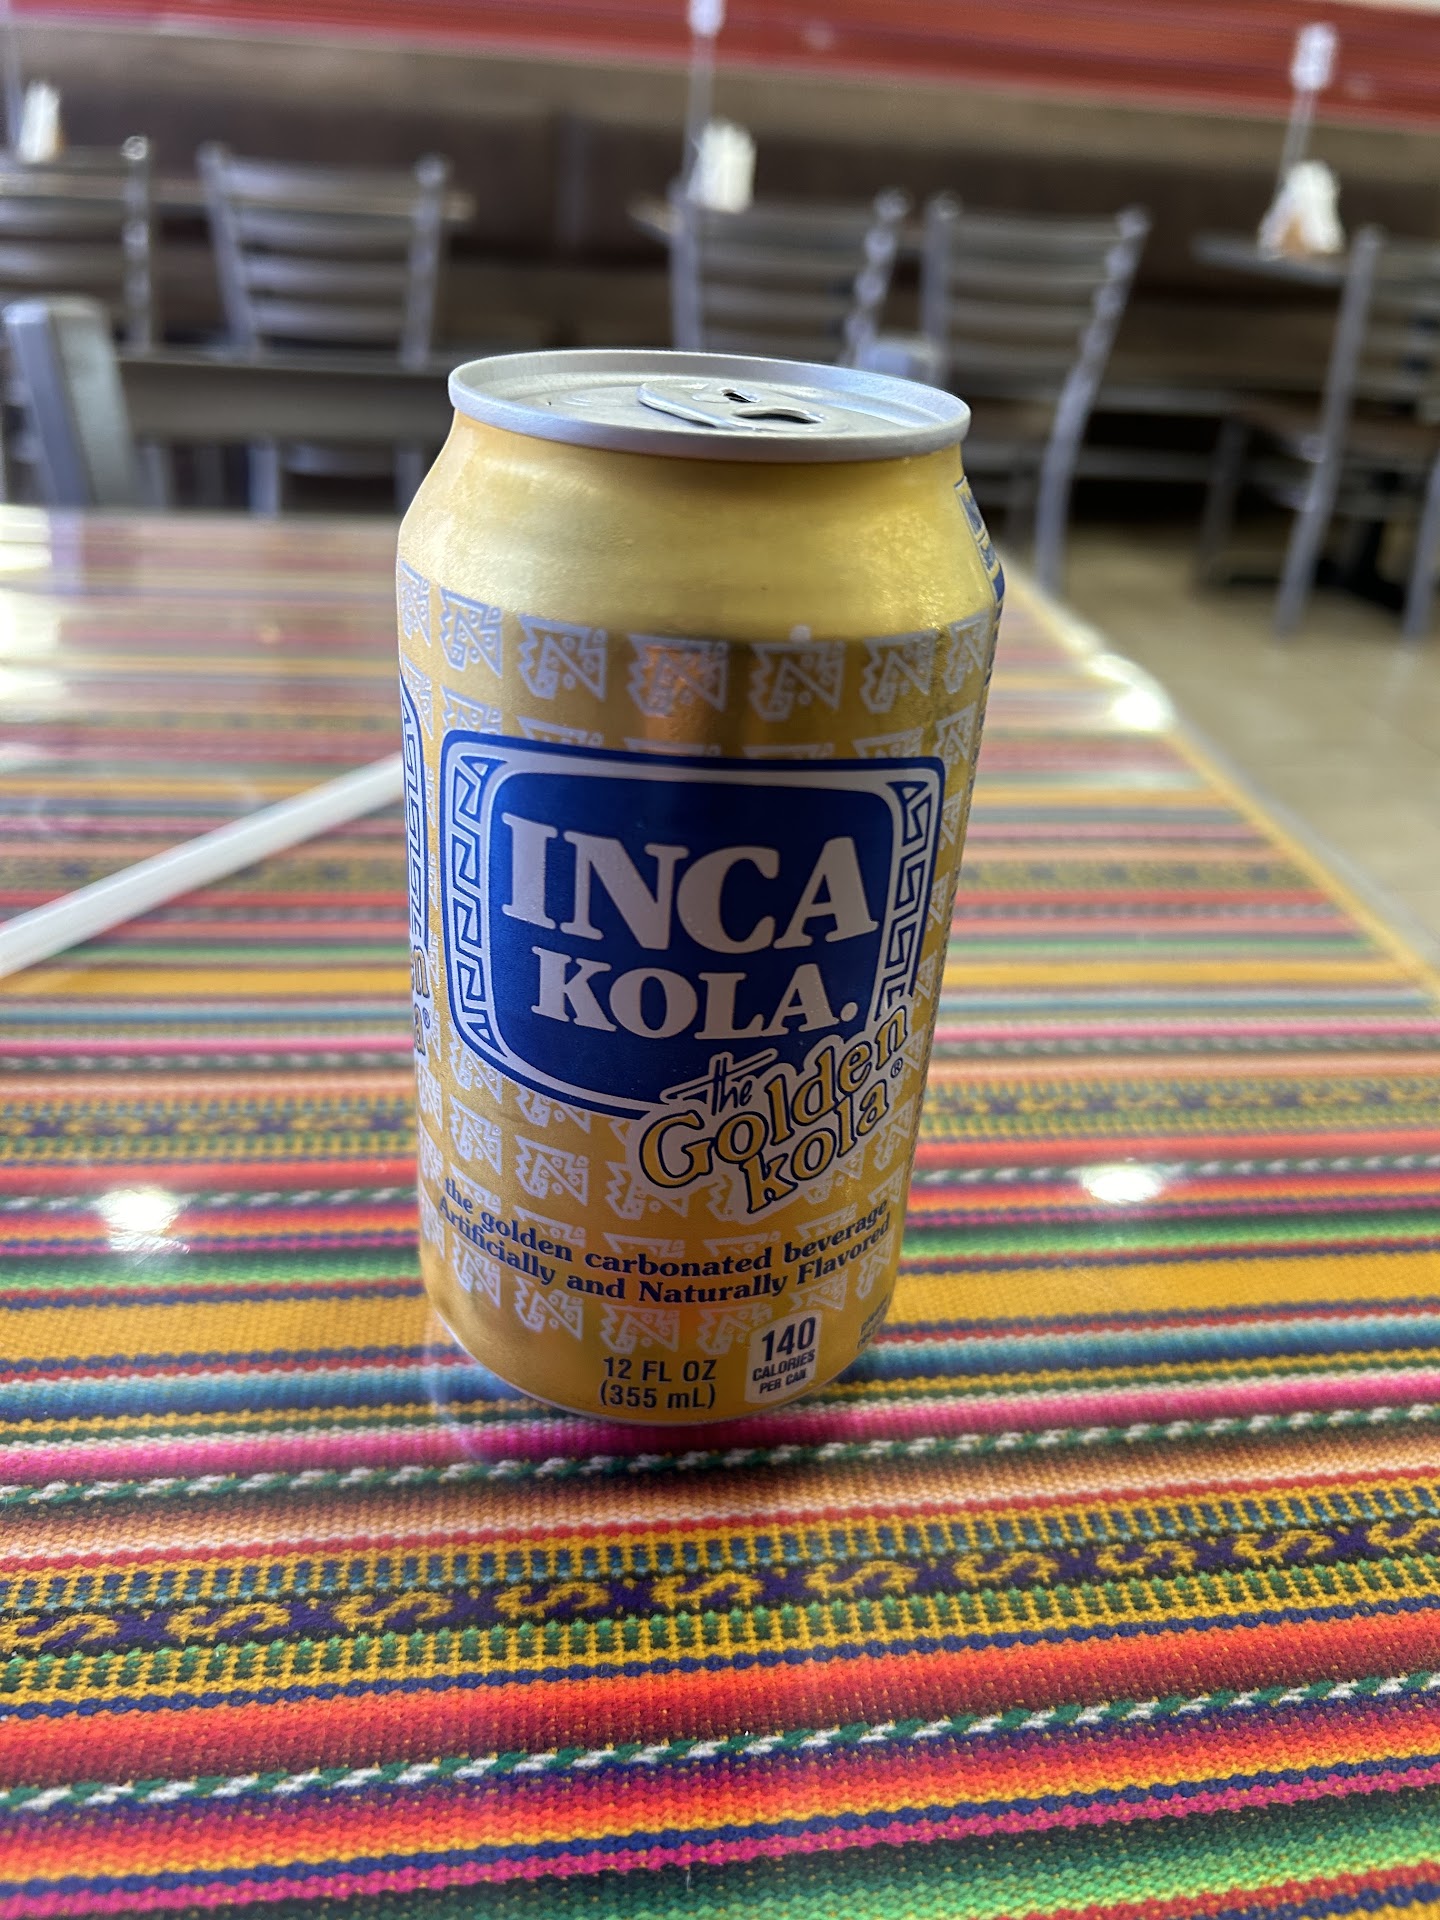 INCA
KOLA.
the
Golden
kola®
the golden carbonated beverage
Artificially and Naturally Flavored
12 FL OZ
(355 mL)
140
CALORIES
PER CAN